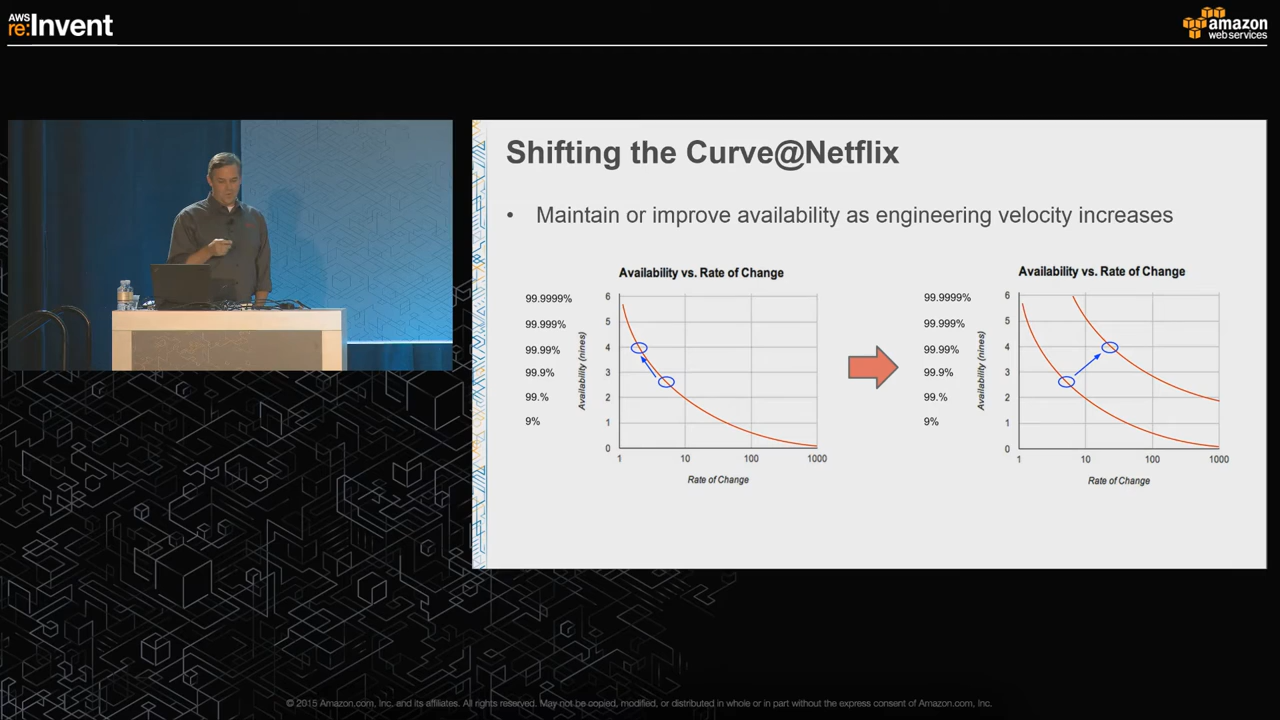 AWS
re:Invent
amazon
web services
Shifting the Curve@Netflix
• Maintain or improve availability as engineering velocity increases
Availability vs. Rate of Change
99.9999%
99.999%
99.99%
99.9%
99.%
9%
Availability (nines)
6
5
4
3
2
1
0
1 10 100 1000
Rate of Change
Availability vs. Rate of Change
99.9999%
99.999%
99.99%
99.9%
99.%
9%
Availability (nines)
6
5
4
3
2
1
0
1 10 100 1000
Rate of Change
© 2015 Amazon.com, Inc. and its affiliates. All rights reserved. May not be copied, modified, or distributed in whole or in part without the express consent of Amazon.com, Inc.